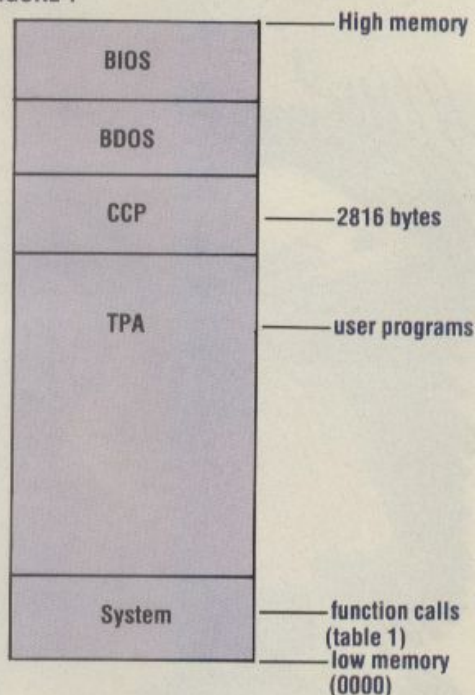 High memory
BIOS
BDOS
CCP
2816 bytes
TPA
user programs
System
function calls
(table 1)
low memory
(0000)